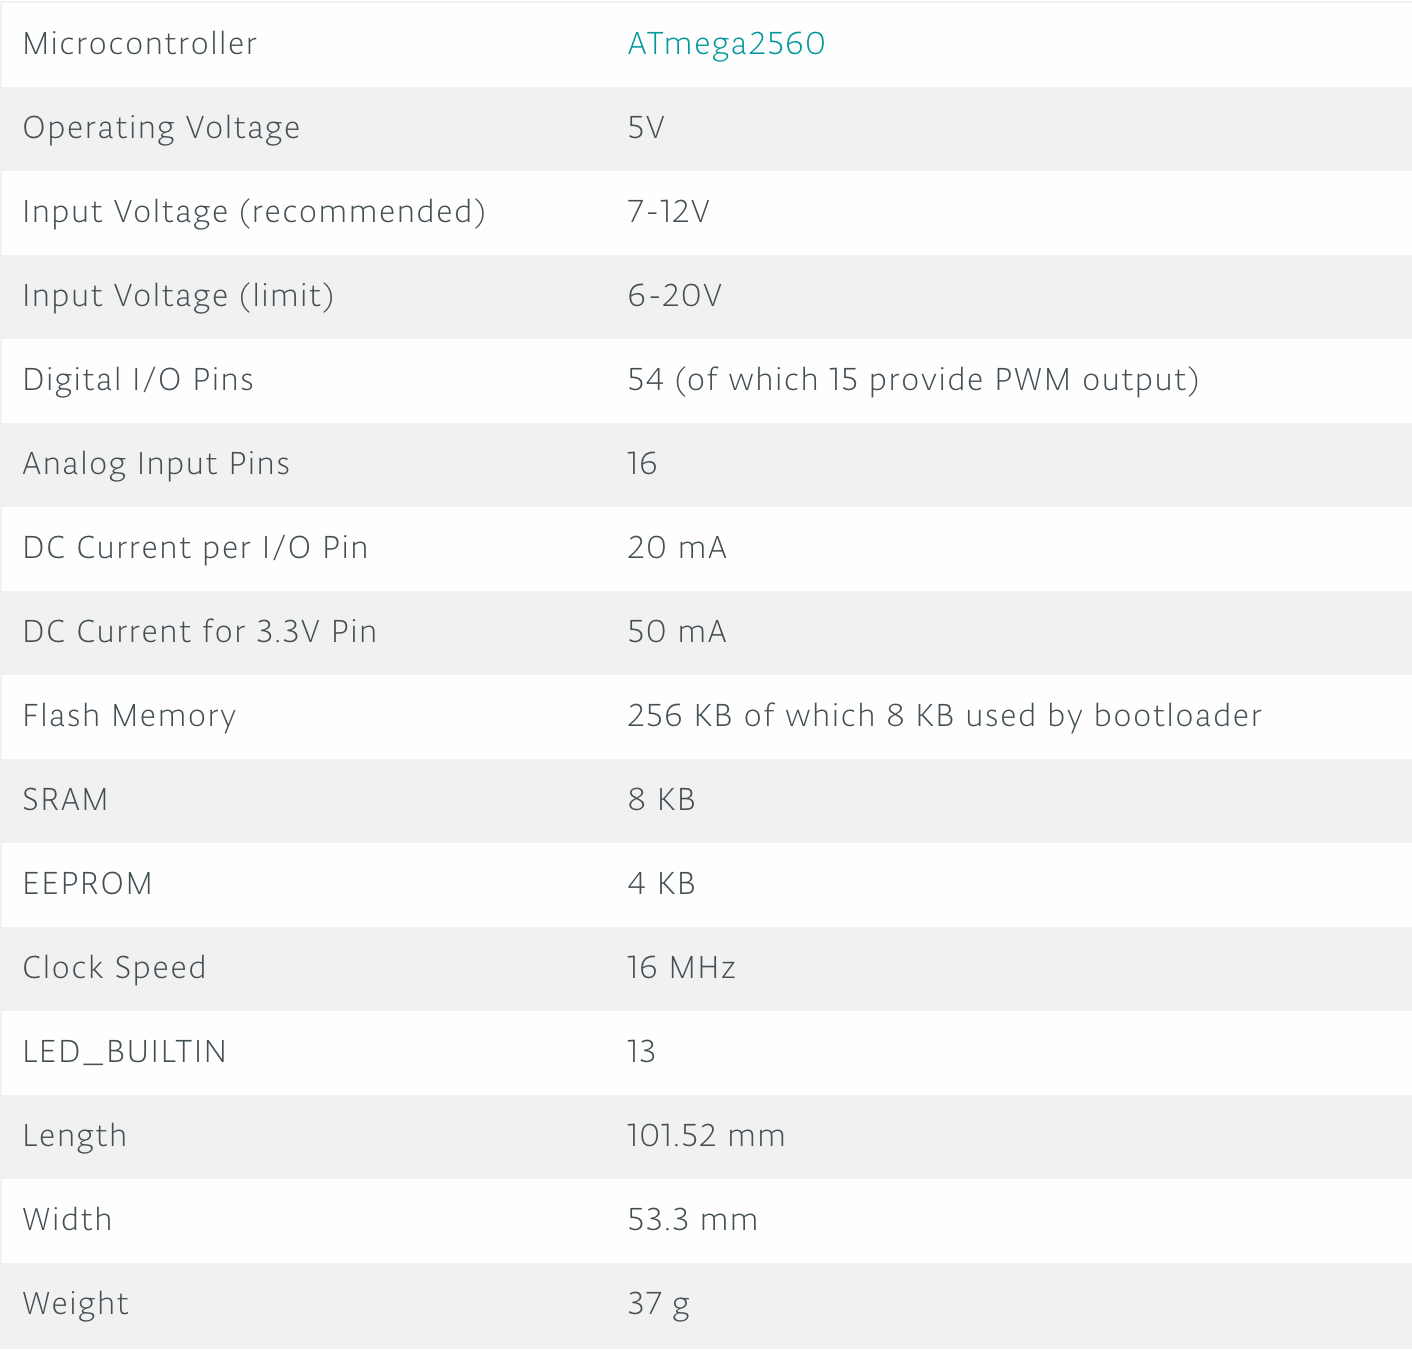 Microcontroller ATmega2560
Operating Voltage 5V
Input Voltage (recommended) 7-12V
Input Voltage (limit) 6-20V
Digital I/O Pins 54 (of which 15 provide PWM output)
Analog Input Pins 16
DC Current per I/O Pin 20 mA
DC Current for 3.3V Pin 50 mA
Flash Memory 256 KB of which 8 KB used by bootloader
SRAM 8 KB
EEPROM 4 KB
Clock Speed 16 MHz
LED_BUILTIN 13
Length 101.52 mm
Width 53.3 mm
Weight 37 g